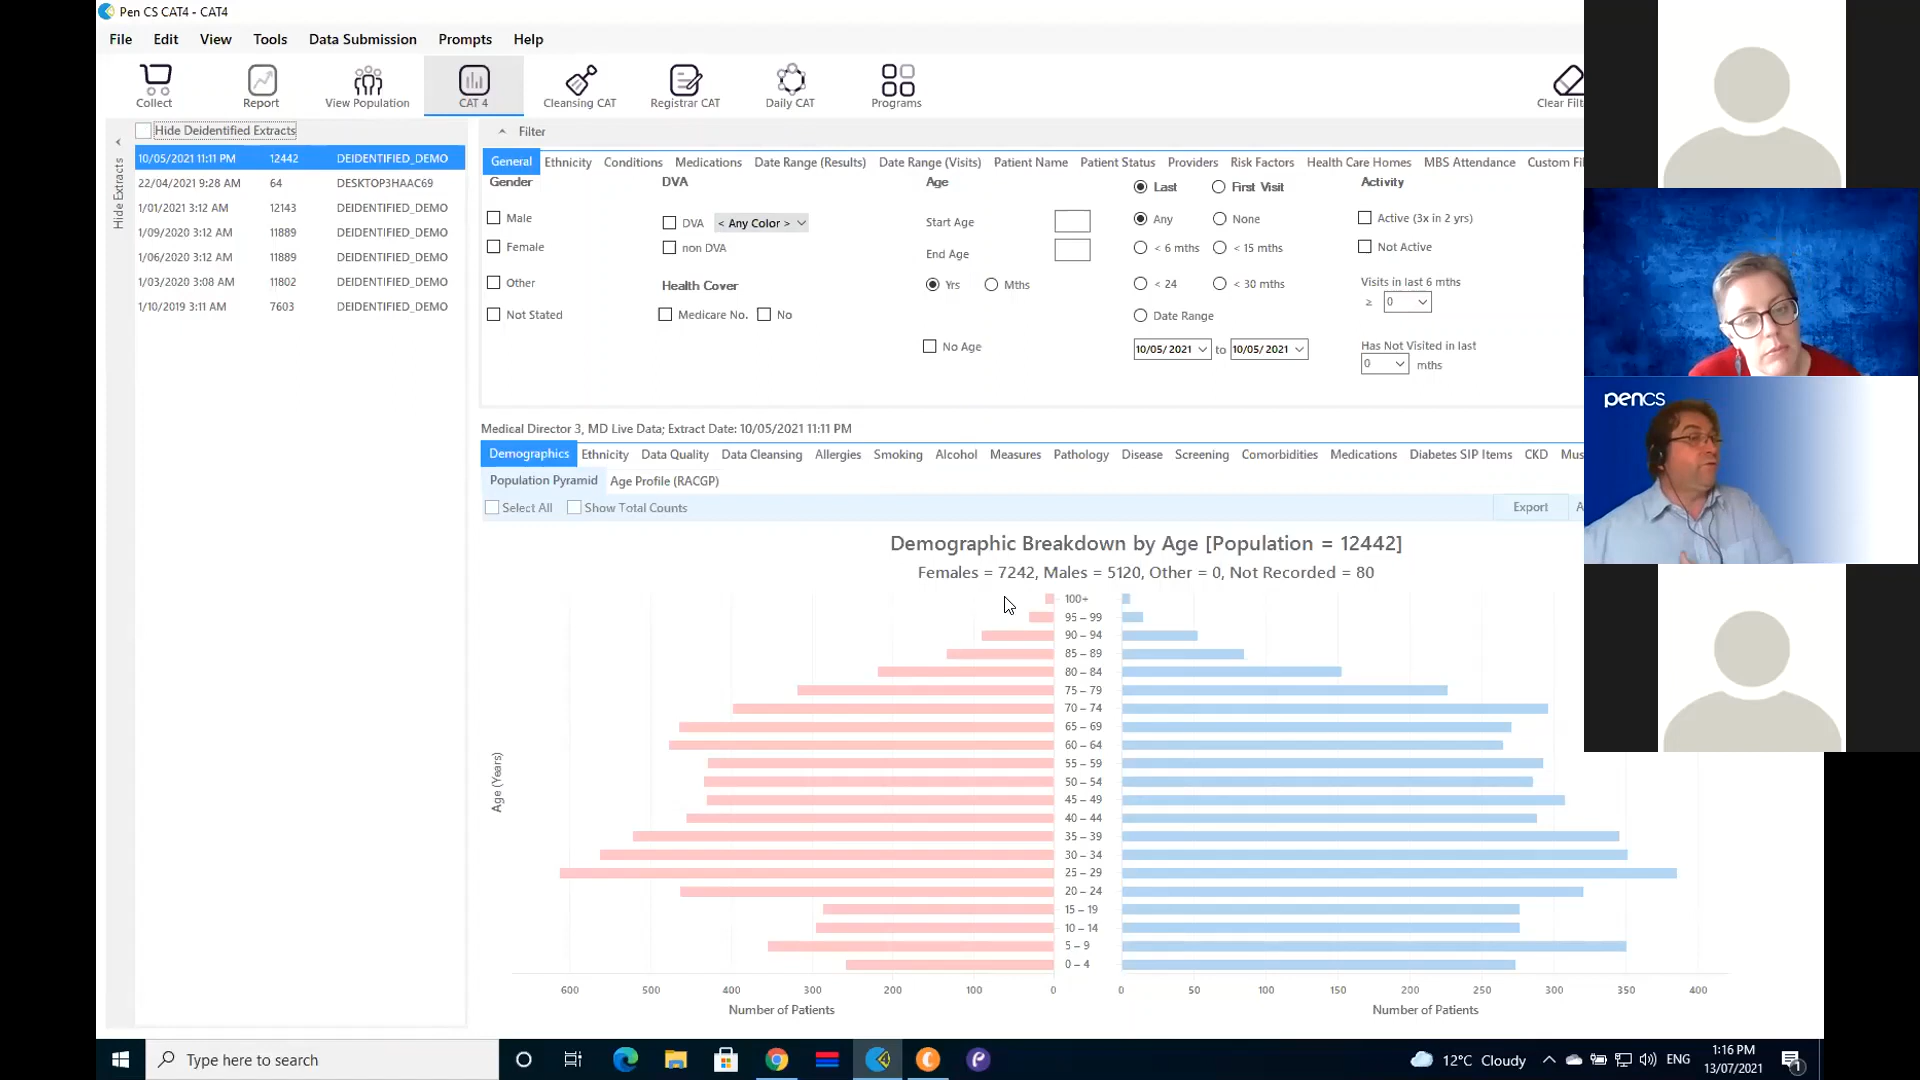 Pen CS CAT4 - CAT4
File Edit View Tools Data Submission Prompts Help
Collect Report View Population CAT 4 Cleansing CAT Registrar CAT Daily CAT Programs Clear Filt
Hide Extracts
Hide Deidentified Extracts
10/05/2021 11:11 PM 12442 DEIDENTIFIED_DEMO
22/04/2021 9:28 AM 64 DESKTOP3HAAC69
1/01/2021 3:12 AM 12143 DEIDENTIFIED_DEMO
1/09/2020 3:12 AM 11889 DEIDENTIFIED_DEMO
1/06/2020 3:12 AM 11889 DEIDENTIFIED_DEMO
1/03/2020 3:08 AM 11802 DEIDENTIFIED_DEMO
1/10/2019 3:11 AM 7603 DEIDENTIFIED_DEMO
Filter
General Ethnicity Conditions Medications Date Range (Results) Date Range (Visits) Patient Name Patient Status Providers Risk Factors Health Care Homes MBS Attendance Custom Fil
Gender DVA Age Last First Visit Activity
Male DVA < Any Color > Start Age Any None Active (3x in 2 yrs)
Female non DVA End Age < 6 mths < 15 mths Not Active
Other Health Cover Yrs Mths < 24 < 30 mths Visits in last 6 mths
≥ 0
Not Stated Medicare No. No Date Range
No Age 10/05/2021 to 10/05/2021 Has Not Visited in last
0 mths
Medical Director 3, MD Live Data; Extract Date: 10/05/2021 11:11 PM
Demographics Ethnicity Data Quality Data Cleansing Allergies Smoking Alcohol Measures Pathology Disease Screening Comorbidities Medications Diabetes SIP Items CKD Mus
Population Pyramid Age Profile (RACGP)
Select All Show Total Counts Export A
Demographic Breakdown by Age [Population = 12442]
Females = 7242, Males = 5120, Other = 0, Not Recorded = 80
Age (Years)
100+
95 – 99
90 – 94
85 – 89
80 – 84
75 – 79
70 – 74
65 – 69
60 – 64
55 – 59
50 – 54
45 – 49
40 – 44
35 – 39
30 – 34
25 – 29
20 – 24
15 – 19
10 – 14
5 – 9
0 – 4
600 500 400 300 200 100 0 0 50 100 150 200 250 300 350 400
Number of Patients Number of Patients
pencs
Type here to search
12°C Cloudy
ENG
1:16 PM
13/07/2021
1